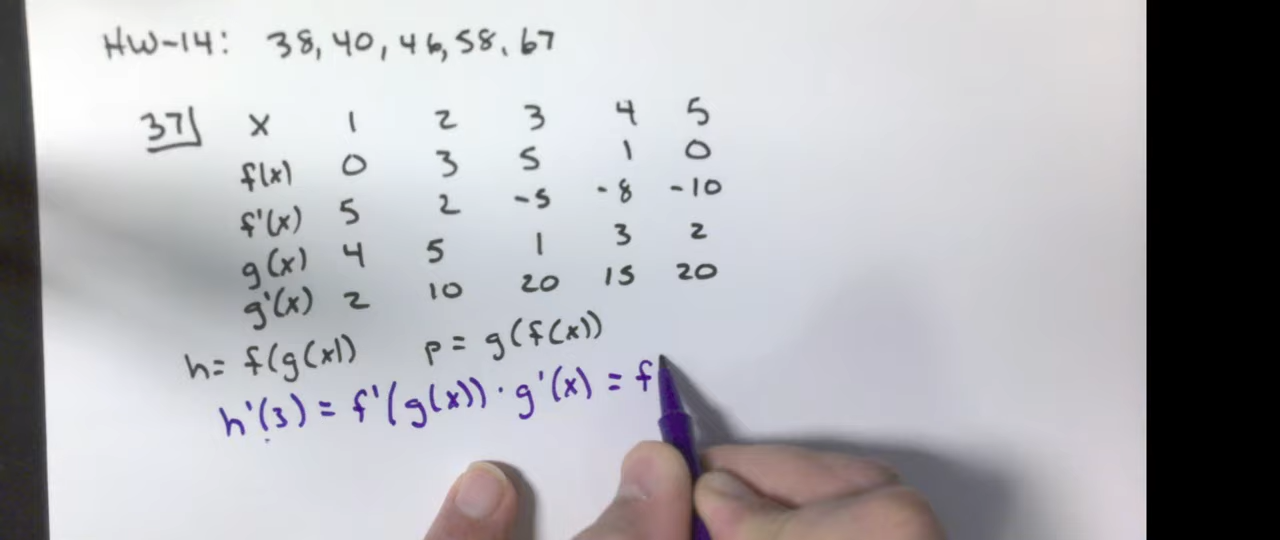 HW-14: 38, 40, 46, 58, 67
37 x 1 2 3 4 5
f(x) 0 3 5 1 0
f'(x) 5 2 -5 -8 -10
g(x) 4 5 1 3 2
g'(x) 2 10 20 15 20
h= f(g(x)) p = g(f(x))
h'(3) = f'(g(x)) · g'(x) = f